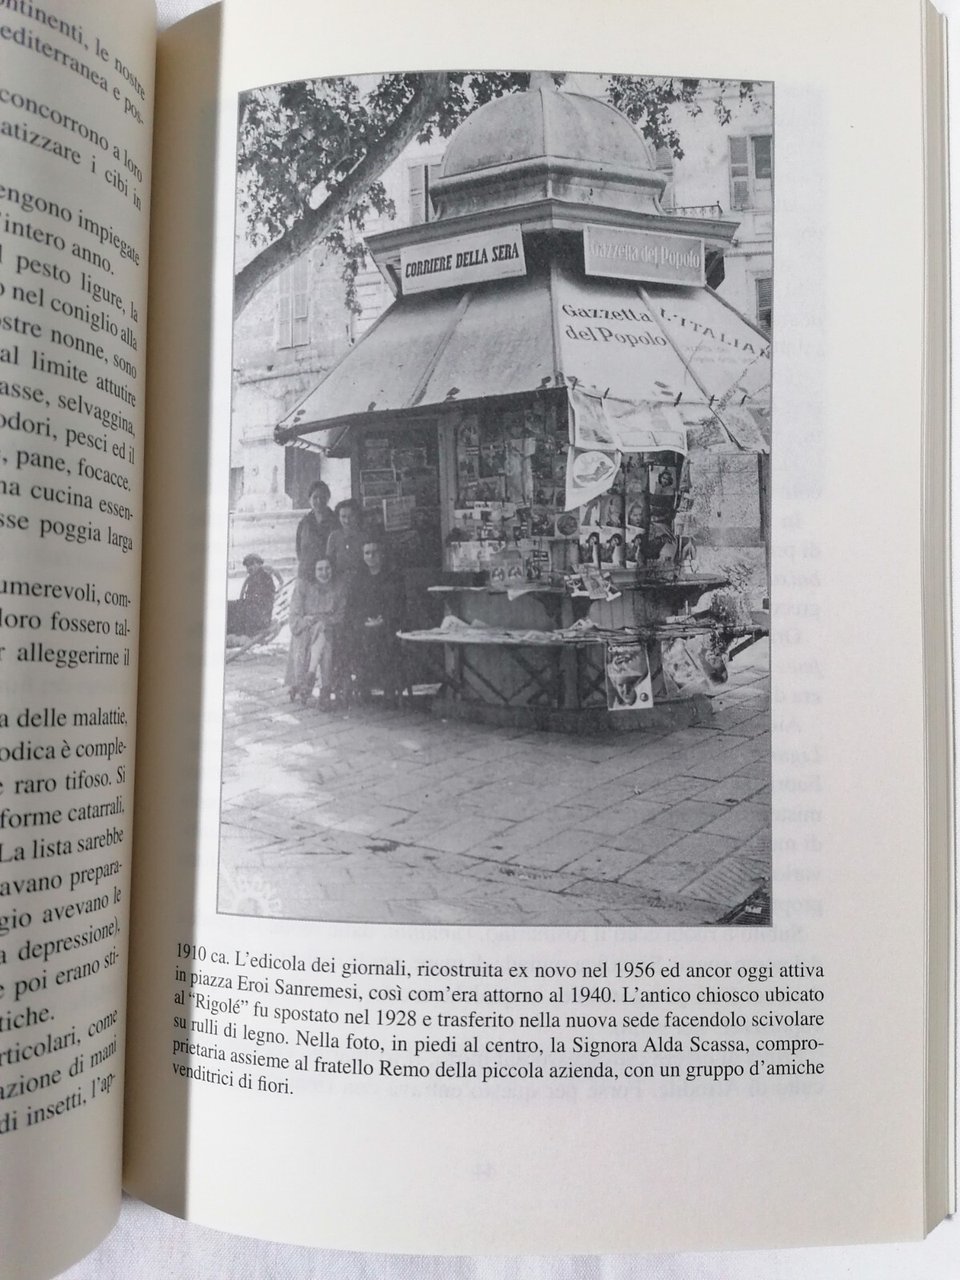 le nostre
editerranea e pos-
concorrono a loro
atizzare i cibi in
engono impiegate
intero anno.
pesto ligure, la
nel coniglio alla
ostre nonne, sono
al limite attutire
asse, selvaggina,
odori, pesci ed il
, pane, focacce.
na cucina essen-
sse poggia larga
umerevoli, com-
loro fossero tal-
r alleggerirne il
a delle malattie,
odica è comple-
e raro tifoso. Si
forme catarrali.
La lista sarebbe
avano prepara-
gio avevano le
a depressione),
e poi erano sti-
tiche.
rticolari, come
azione di mani
di insetti, l'ap-
CORRIERE DELLA SERA
Gazzetta del Popolo
Gazzetta
del Popolo
L'ITALIA
1910 ca. L'edicola dei giornali, ricostruita ex novo nel 1956 ed ancor oggi attiva
in piazza Eroi Sanremesi, così com'era attorno al 1940. L'antico chiosco ubicato
al "Rigolé" fu spostato nel 1928 e trasferito nella nuova sede facendolo scivolare
su rulli di legno. Nella foto, in piedi al centro, la Signora Alda Scassa, compro-
prietaria assieme al fratello Remo della piccola azienda, con un gruppo d'amiche
venditrici di fiori.